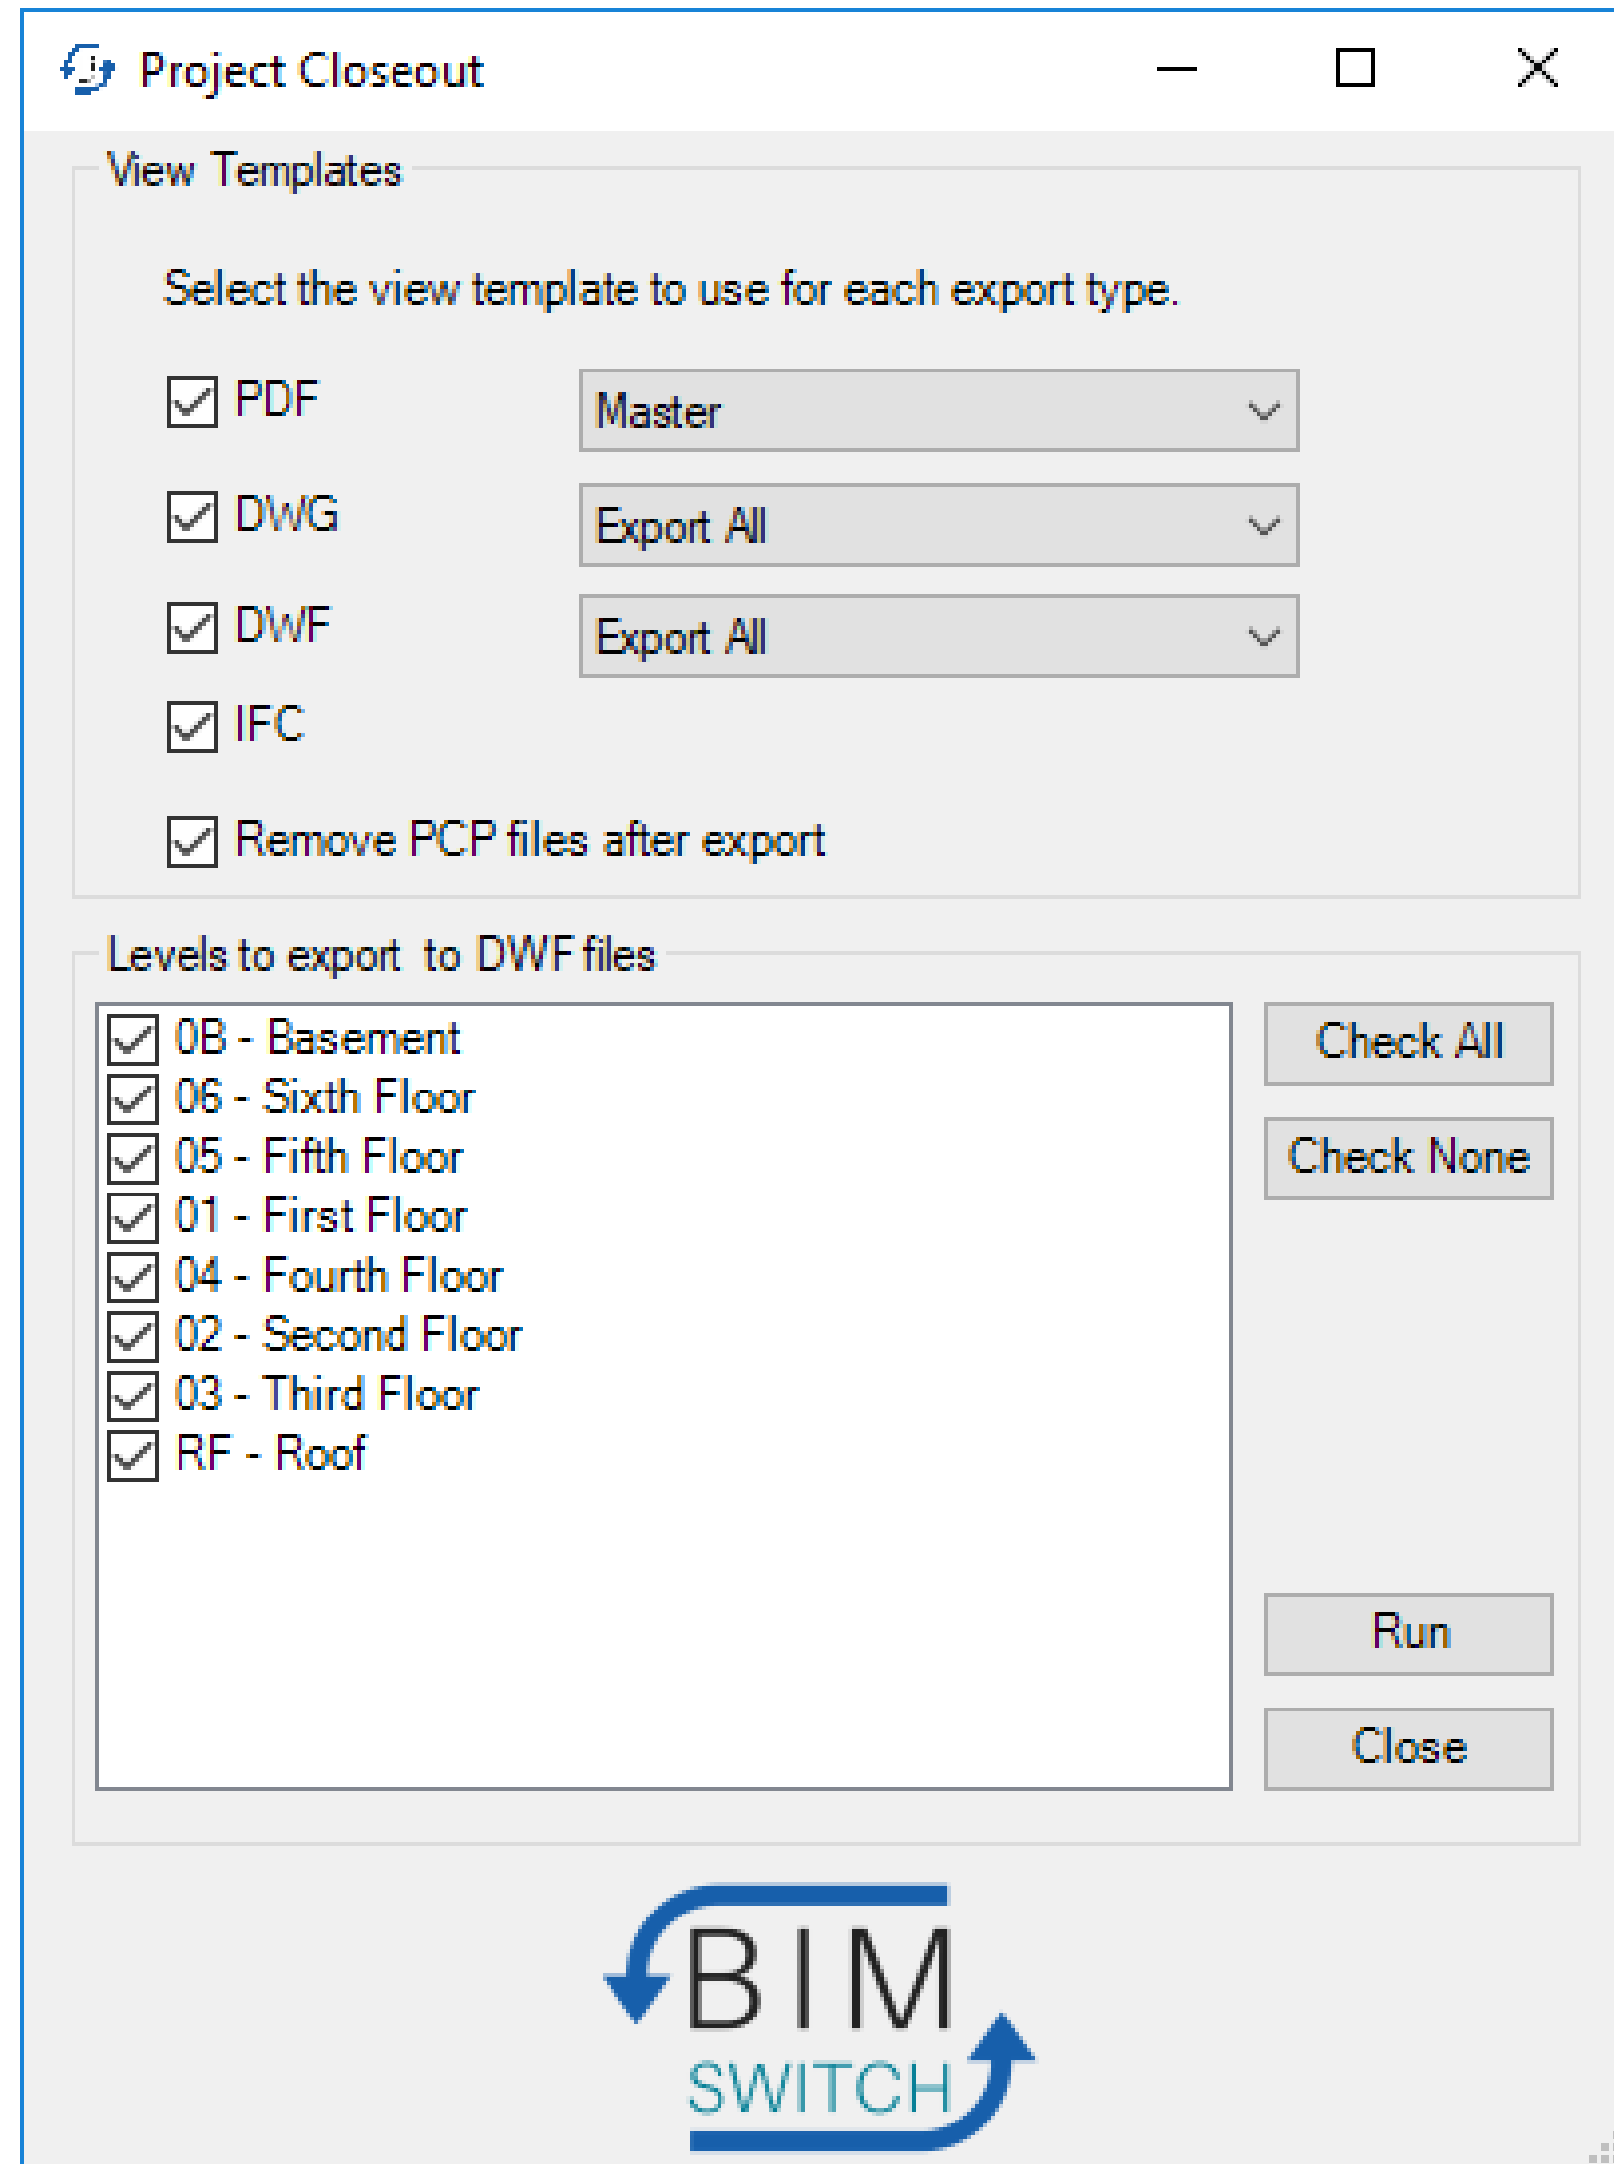 Project Closeout
View Templates
Select the view template to use for each export type.
PDF Master
DWG Export All
DWF Export All
IFC
Remove PCP files after export
Levels to export to DWF files
0B - Basement
Check All
06 - Sixth Floor
05 - Fifth Floor
Check None
01 - First Floor
04 - Fourth Floor
02 - Second Floor
03 - Third Floor
RF - Roof
Run
Close
BIM
SWITCH